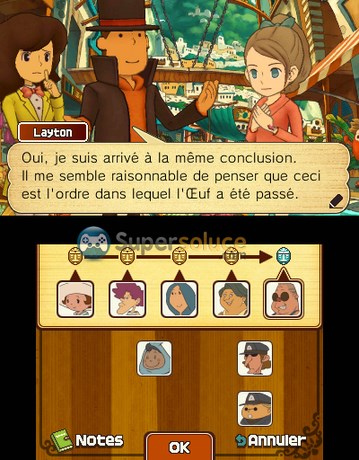 Layton
Oui, je suis arrivé à la même conclusion.
Il me semble raisonnable de penser que ceci
est l'ordre dans lequel l'Œuf a été passé.
Supersoluce
Notes
OK
Annuler